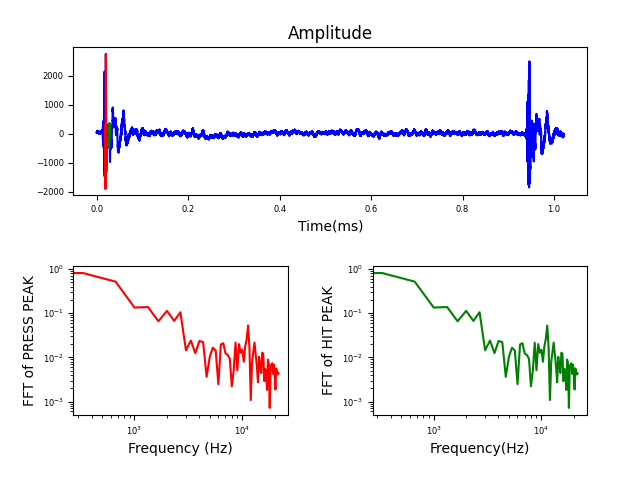 Amplitude
2000
1000
0
−1000
−2000
0.0 0.2 0.4 0.6 0.8 1.0
Time(ms)
FFT of PRESS PEAK
10⁰
10⁻¹
10⁻²
10⁻³
10³ 10⁴
Frequency (Hz)
FFT of HIT PEAK
10⁰
10⁻¹
10⁻²
10⁻³
10³ 10⁴
Frequency(Hz)